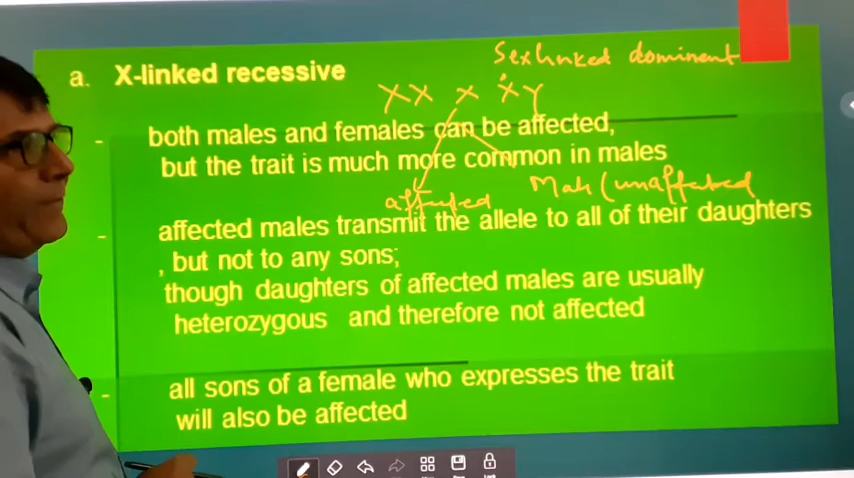 Sexlinked dominent
a. X-linked recessive
XX x XY
- both males and females can be affected,
but the trait is much more common in males
affected Male (unaffected
- affected males transmit the allele to all of their daughters
, but not to any sons;
though daughters of affected males are usually
heterozygous and therefore not affected
- all sons of a female who expresses the trait
will also be affected